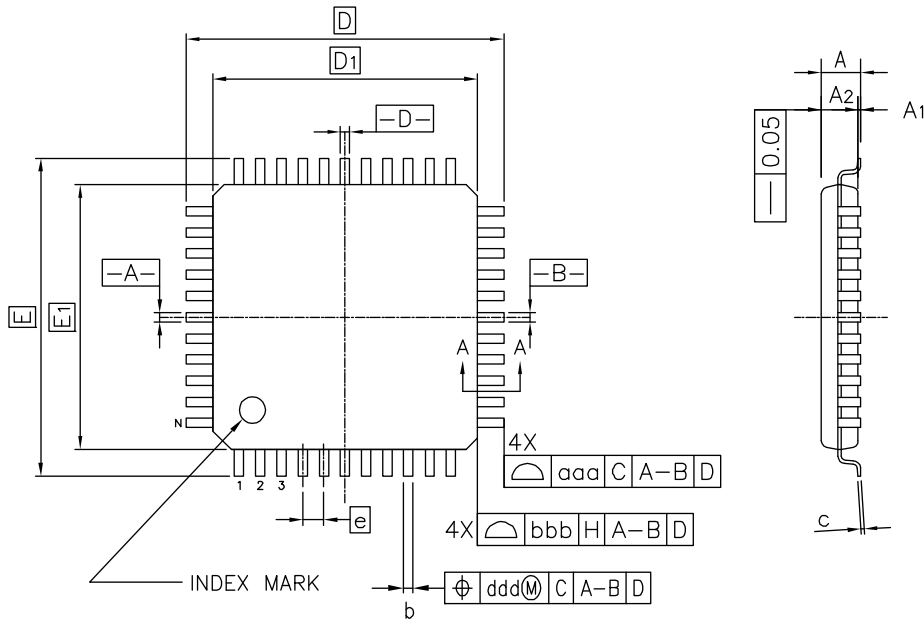 D
D1
-D-
A
A2
A1
— 0.05
-A-
-B-
E
E1
A A
N
4X
⌓ aaa C A-B D
1 2 3
e
4X ⌓ bbb H A-B D
c
INDEX MARK
⌖ ddd Ⓜ C A-B D
b